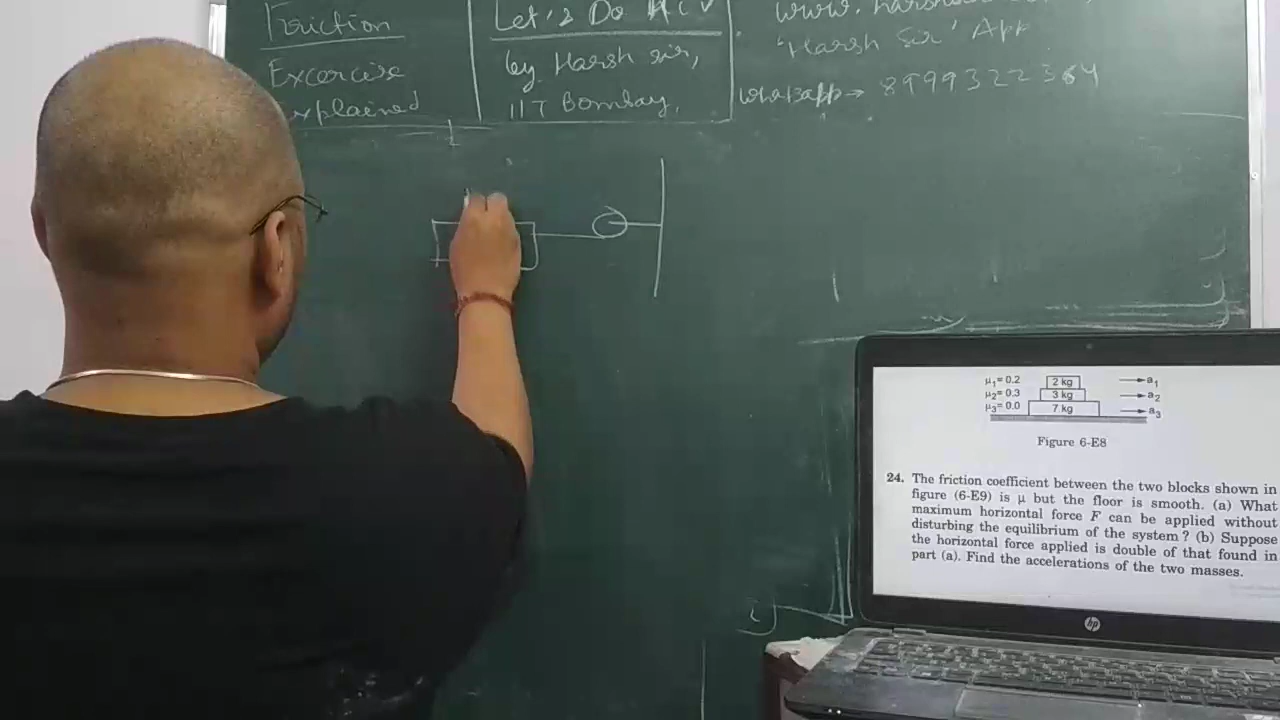 Friction
Excercise
Explained
Let's Do HCV
by Harsh sir,
IIT Bombay,
'Harsh Sir' App
8999322364
μ1= 0.2
μ2= 0.3
μ3= 0.0
2 kg
3 kg
7 kg
a1
a2
a3
Figure 6-E8
24. The friction coefficient between the two blocks shown in
figure (6-E9) is μ but the floor is smooth. (a) What
maximum horizontal force F can be applied without
disturbing the equilibrium of the system ? (b) Suppose
the horizontal force applied is double of that found in
part (a). Find the accelerations of the two masses.
hp